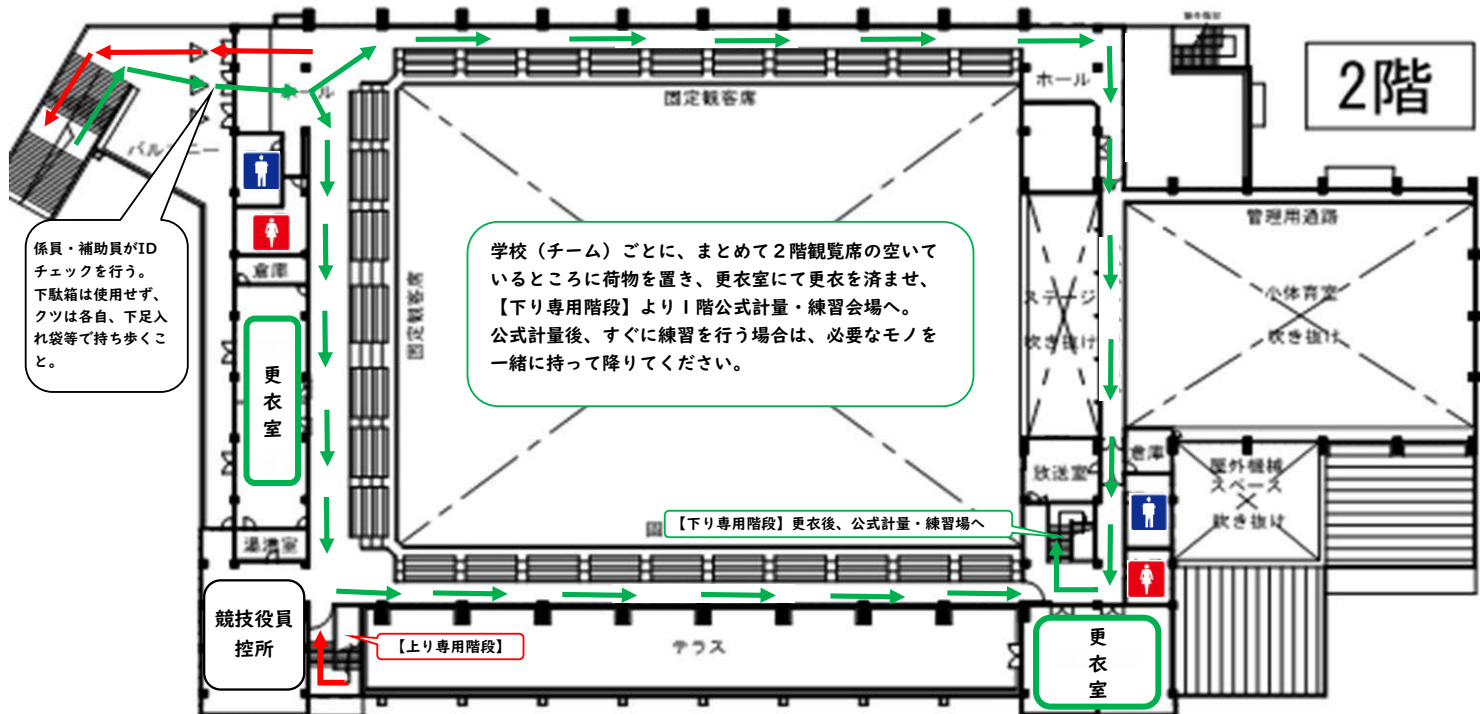 2階
ホール
ホール
固定観客席
バルコニー
管理用通路
係員・補助員がID
チェックを行う。
下駄箱は使用せず、
クツは各自、下足入
れ袋等で持ち歩くこ
と。
倉庫
固定観客席
学校（チーム）ごとに、まとめて２階観覧席の空いて
いるところに荷物を置き、更衣室にて更衣を済ませ、
【下り専用階段】より１階公式計量・練習会場へ。
公式計量後、すぐに練習を行う場合は、必要なモノを
一緒に持って降りてください。
ステージ
吹き抜け
小体育室
吹き抜け
更衣室
放送室
倉庫
屋外機械
スペース
吹き抜け
固
【下り専用階段】更衣後、公式計量・練習場へ
湯沸室
競技役員
控所
【上り専用階段】
テラス
更衣室